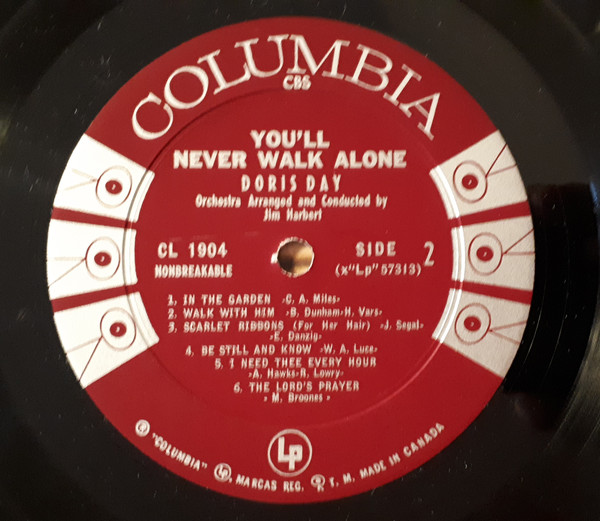 COLUMBIA
CBS
YOU'LL
NEVER WALK ALONE
DORIS DAY
Orchestra Arranged and Conducted by
Jim Harbert
CL 1904
NONBREAKABLE
SIDE 2
(x"Lp" 57313)
1. IN THE GARDEN -C. A. Miles-
2. WALK WITH HIM -B. Dunham-H. Vars-
3. SCARLET RIBBONS (For Her Hair) -J. Segal-
-E. Danzig-
4. BE STILL AND KNOW -W. A. Luce-
5. I NEED THEE EVERY HOUR
-A. Hawks-R. Lowry-
6. THE LORD'S PRAYER
- M. Broones -
LP
® "COLUMBIA" LP, MARCAS REG. T. M. MADE IN CANADA